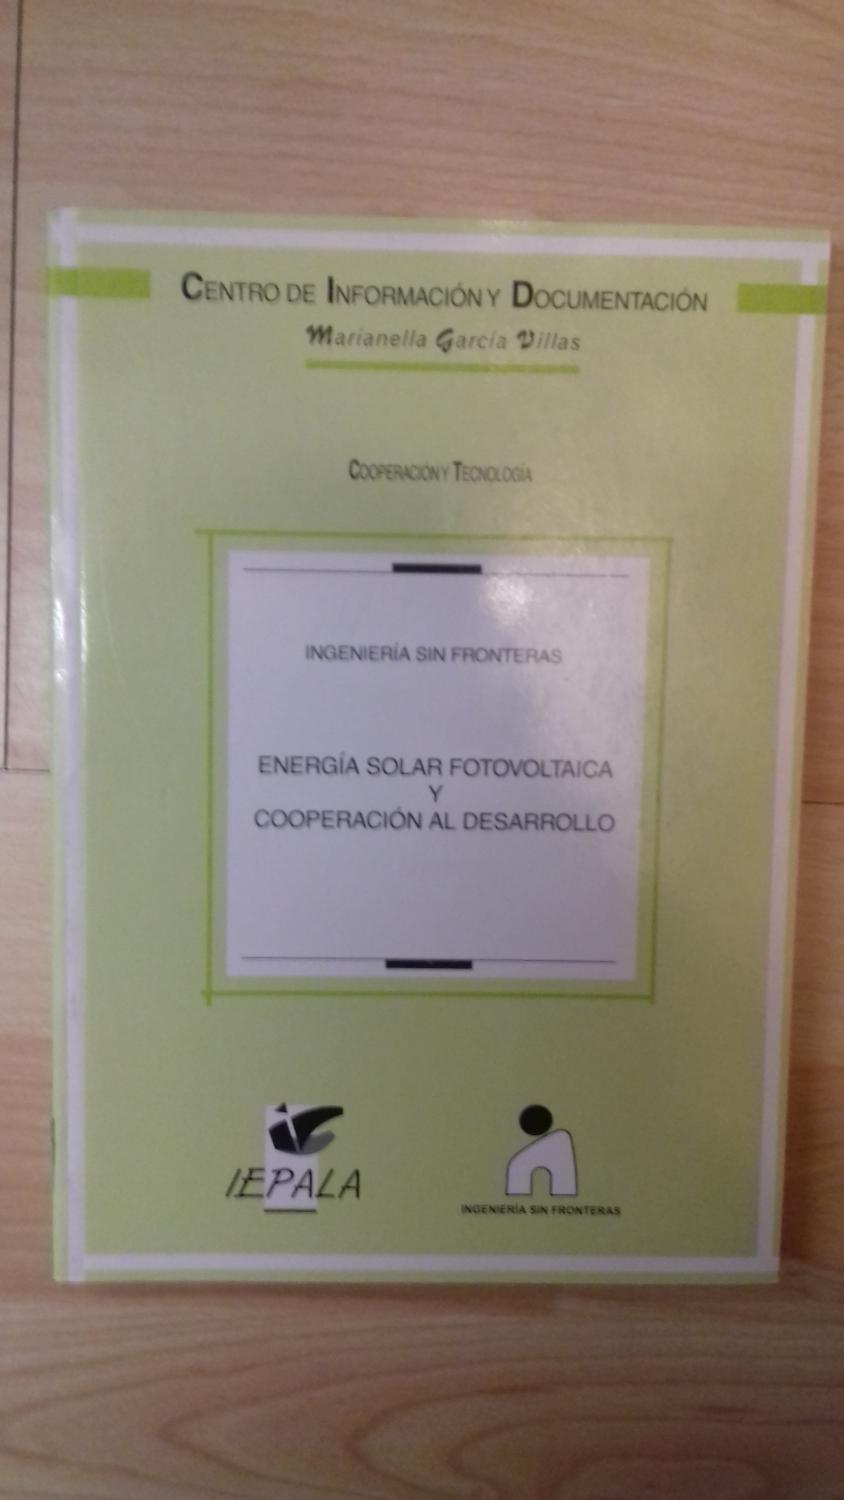 CENTRO DE INFORMACIÓN Y DOCUMENTACIÓN
Marianella García Villas
COOPERACIÓN Y TECNOLOGÍA
INGENIERÍA SIN FRONTERAS
ENERGÍA SOLAR FOTOVOLTAICA
Y
COOPERACIÓN AL DESARROLLO
IEPALA
INGENIERÍA SIN FRONTERAS